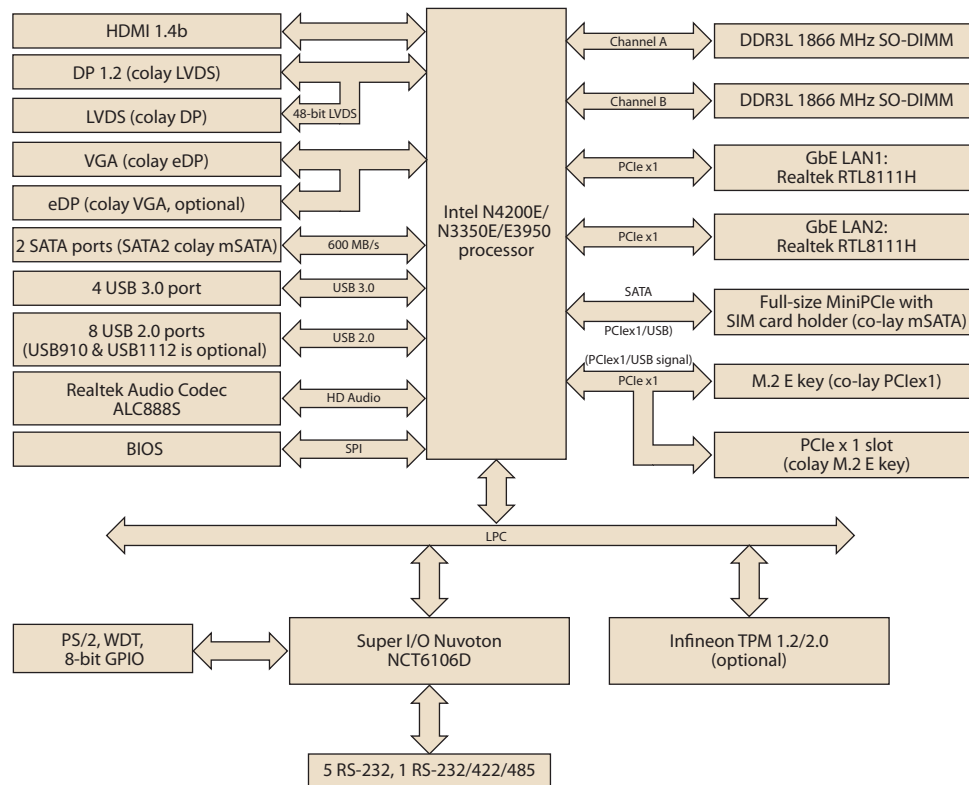 HDMI 1.4b
DP 1.2 (colay LVDS)
LVDS (colay DP)
48-bit LVDS
VGA (colay eDP)
eDP (colay VGA, optional)
2 SATA ports (SATA2 colay mSATA)
600 MB/s
4 USB 3.0 port
USB 3.0
8 USB 2.0 ports
(USB910 & USB1112 is optional)
USB 2.0
Realtek Audio Codec
ALC888S
HD Audio
BIOS
SPI
Intel N4200E/
N3350E/E3950
processor
Channel A
DDR3L 1866 MHz SO-DIMM
Channel B
DDR3L 1866 MHz SO-DIMM
PCIe x1
GbE LAN1:
Realtek RTL8111H
PCIe x1
GbE LAN2:
Realtek RTL8111H
SATA
PCIex1/USB)
Full-size MiniPCIe with
SIM card holder (co-lay mSATA)
(PCIex1/USB signal)
PCIe x1
M.2 E key (co-lay PCIex1)
PCIe x 1 slot
(colay M.2 E key)
LPC
PS/2, WDT,
8-bit GPIO
Super I/O Nuvoton
NCT6106D
Infineon TPM 1.2/2.0
(optional)
5 RS-232, 1 RS-232/422/485